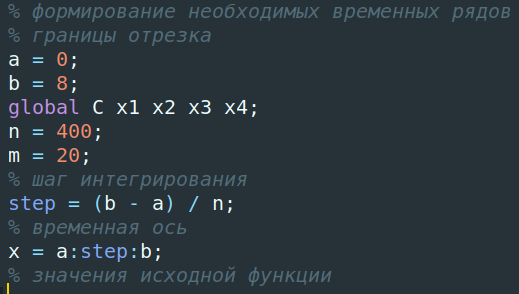 % формирование необходимых временных рядов
% границы отрезка
a = 0;
b = 8;
global C x1 x2 x3 x4;
n = 400;
m = 20;
% шаг интегрирования
step = (b - a) / n;
% временная ось
x = a:step:b;
% значения исходной функции